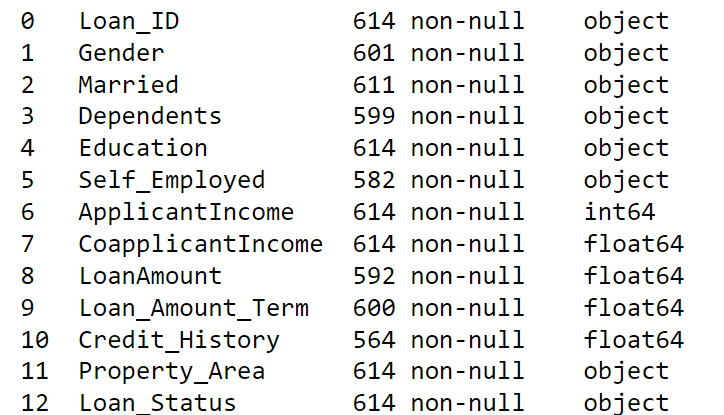 0 Loan_ID 614 non-null object
1 Gender 601 non-null object
2 Married 611 non-null object
3 Dependents 599 non-null object
4 Education 614 non-null object
5 Self_Employed 582 non-null object
6 ApplicantIncome 614 non-null int64
7 CoapplicantIncome 614 non-null float64
8 LoanAmount 592 non-null float64
9 Loan_Amount_Term 600 non-null float64
10 Credit_History 564 non-null float64
11 Property_Area 614 non-null object
12 Loan_Status 614 non-null object